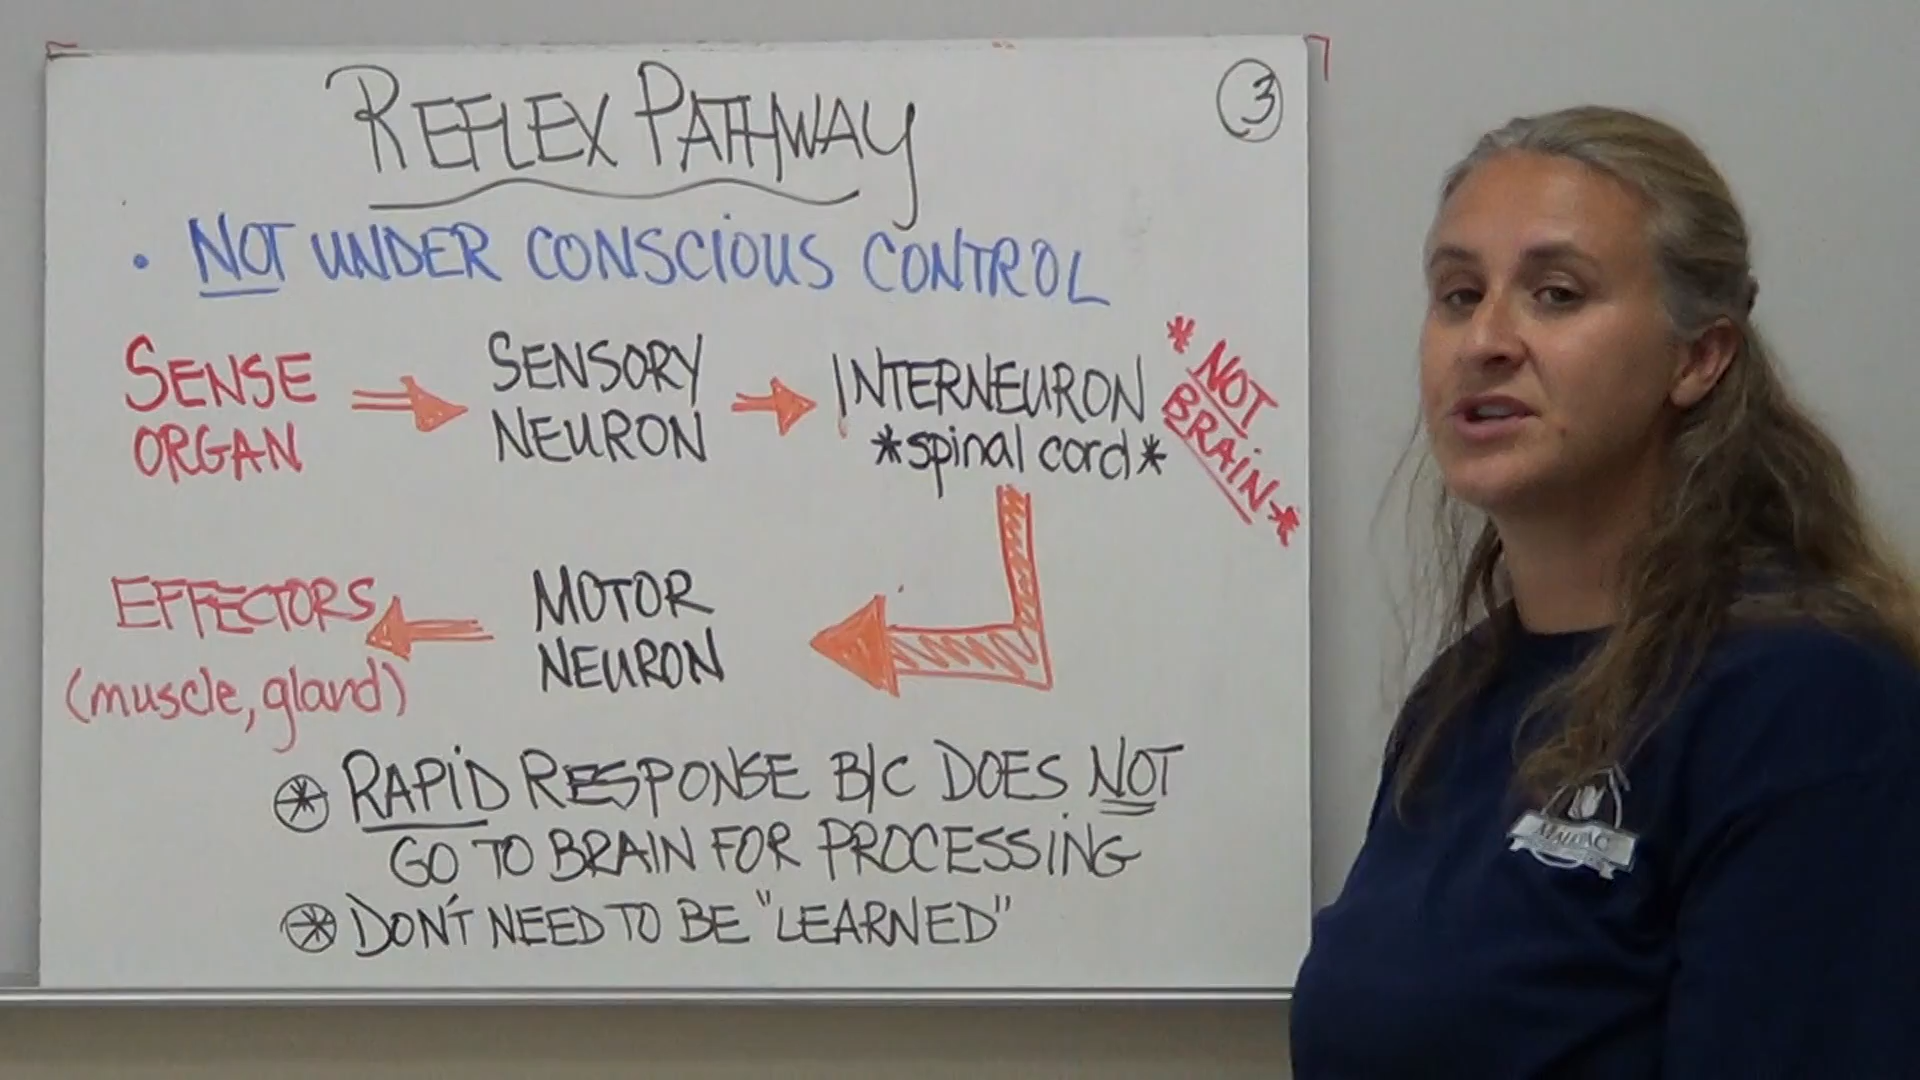 REFLEX PATHWAY
3
• NOT UNDER CONSCIOUS CONTROL
SENSE
ORGAN
SENSORY
NEURON
INTERNEURON
*spinal cord*
* NOT
BRAIN *
MOTOR
NEURON
EFFECTORS
(muscle, gland)
RAPID RESPONSE B/C DOES NOT
GO TO BRAIN FOR PROCESSING
DON'T NEED TO BE "LEARNED"